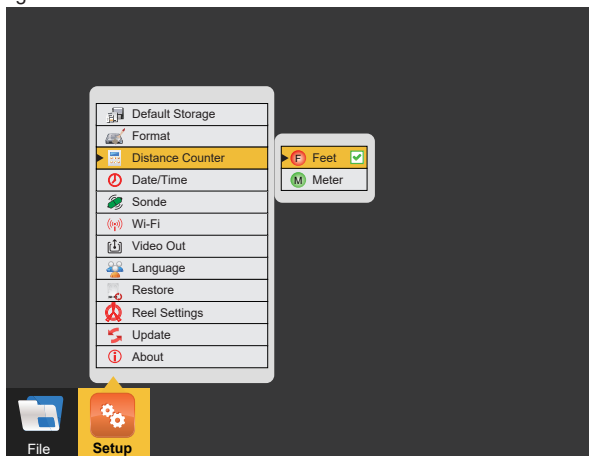 Default Storage
Format
Distance Counter
Date/Time
Sonde
Wi-Fi
Video Out
Language
Restore
Reel Settings
Update
About
F Feet
M Meter
File
Setup